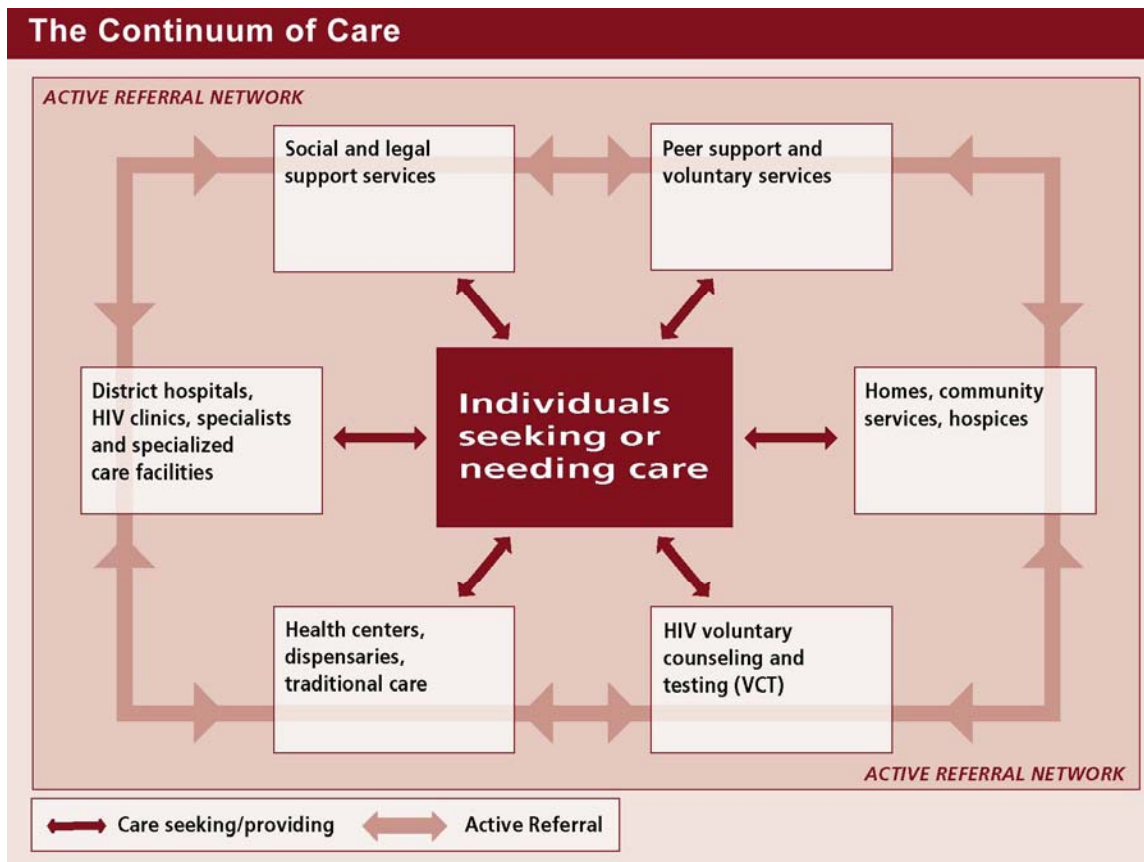 The Continuum of Care
ACTIVE REFERRAL NETWORK
Social and legal
support services
Peer support and
voluntary services
District hospitals,
HIV clinics, specialists
and specialized
care facilities
Individuals
seeking or
needing care
Homes, community
services, hospices
Health centers,
dispensaries,
traditional care
HIV voluntary
counseling and
testing (VCT)
ACTIVE REFERRAL NETWORK
Care seeking/providing
Active Referral